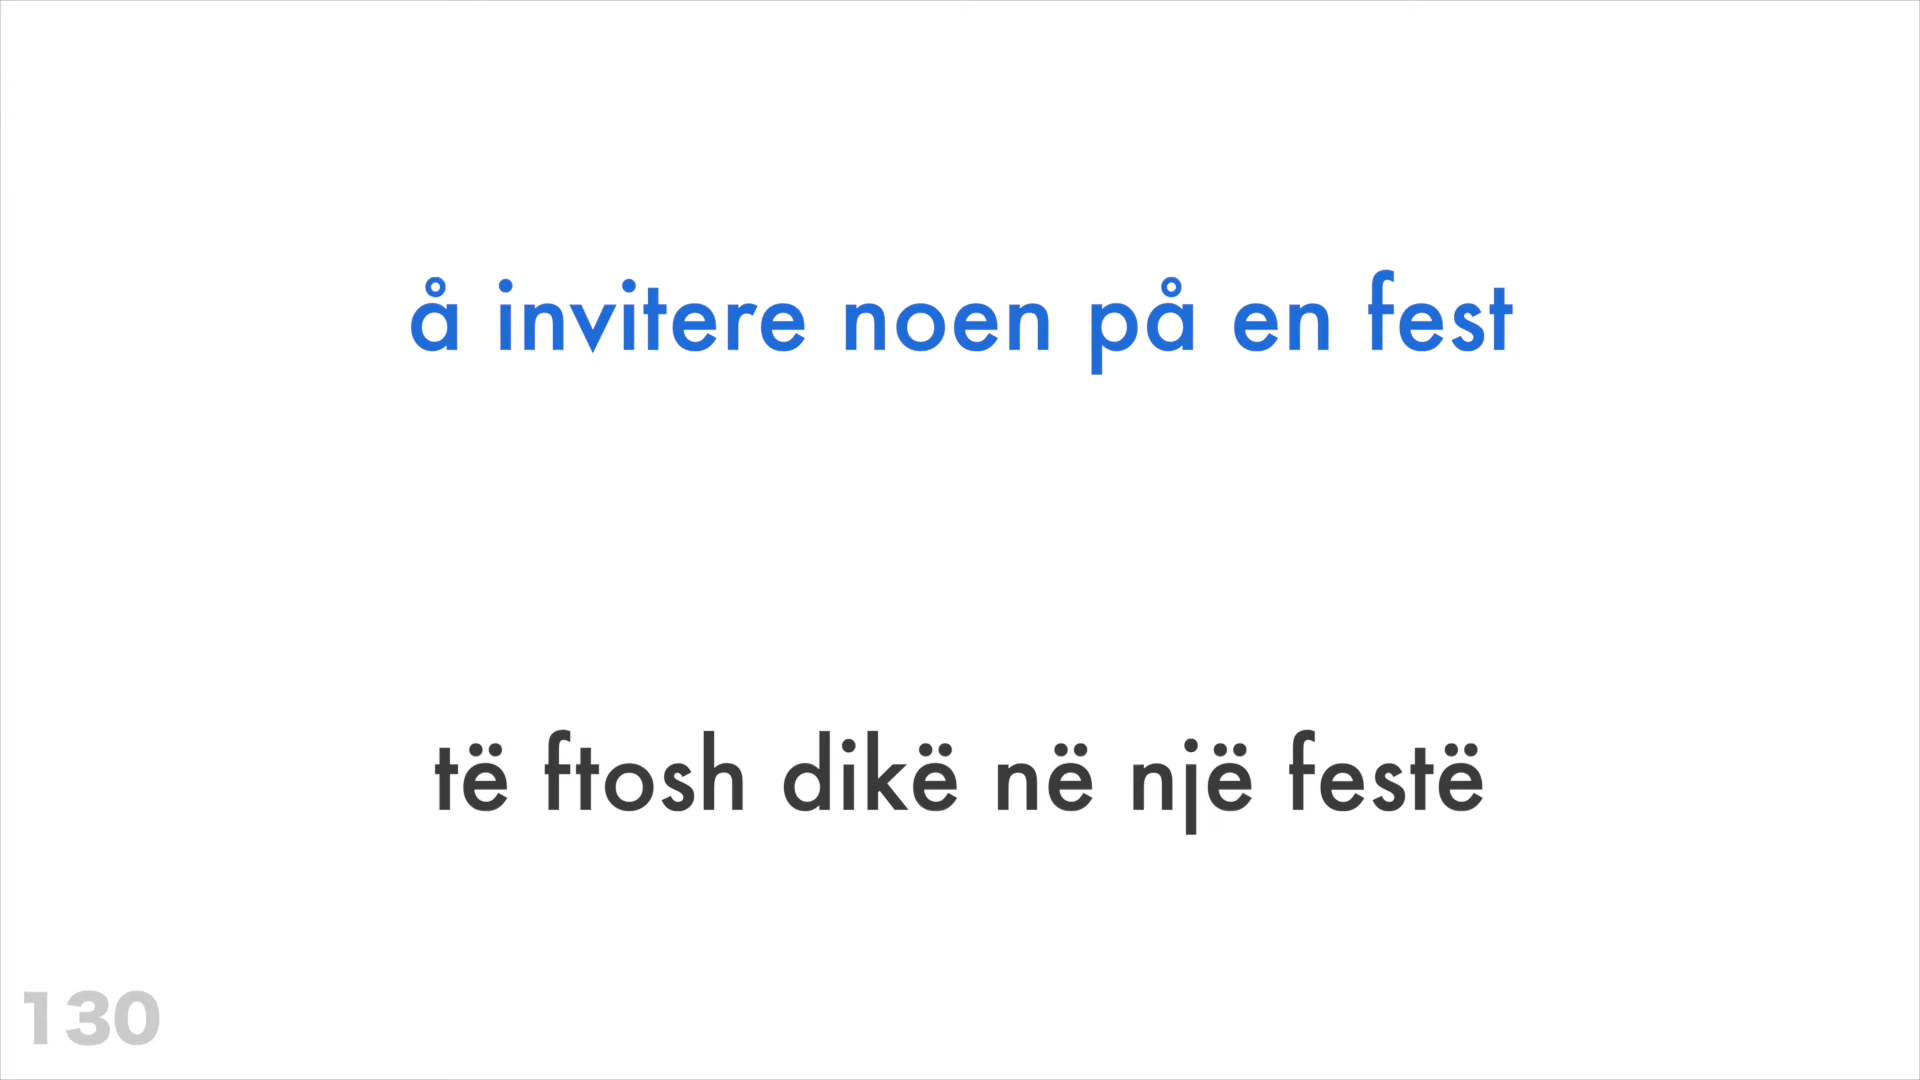 å invitere noen på en fest
të ftosh dikë në një festë
130